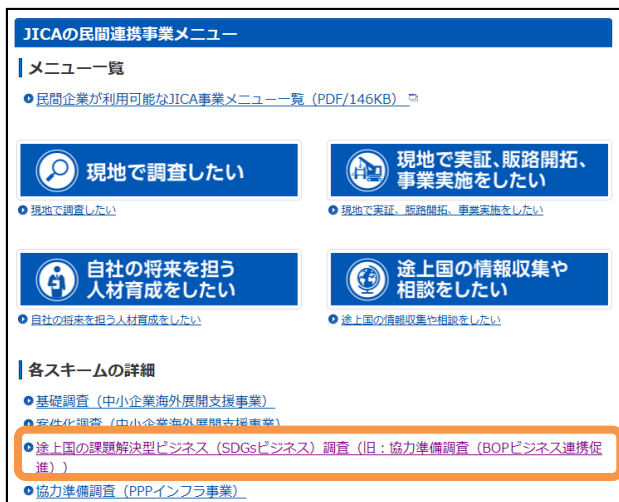 JICAの民間連携事業メニュー
メニュー一覧
民間企業が利用可能なJICA事業メニュー一覧（PDF/146KB）
現地で調査したい
現地で実証、販路開拓、
事業実施をしたい
現地で調査したい
現地で実証、販路開拓、事業実施をしたい
自社の将来を担う
人材育成をしたい
途上国の情報収集や
相談をしたい
自社の将来を担う人材育成をしたい
途上国の情報収集や相談をしたい
各スキームの詳細
基礎調査（中小企業海外展開支援事業）
案件化調査（中小企業海外展開支援事業）
途上国の課題解決型ビジネス（SDGsビジネス）調査（旧：協力準備調査（BOPビジネス連携促
進））
協力準備調査（PPPインフラ事業）